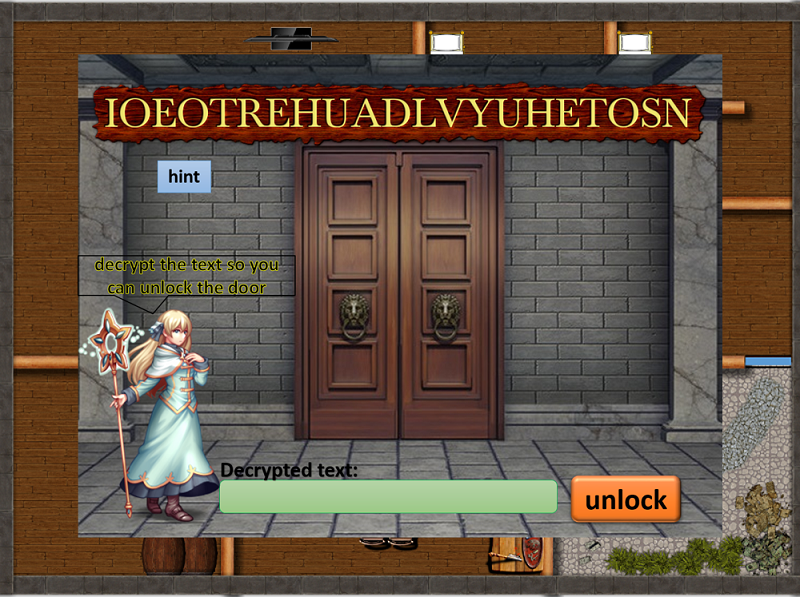 IOEOTREHUADLVYUHETOSN
hint
decrypt the text so you
can unlock the door
Decrypted text:
unlock